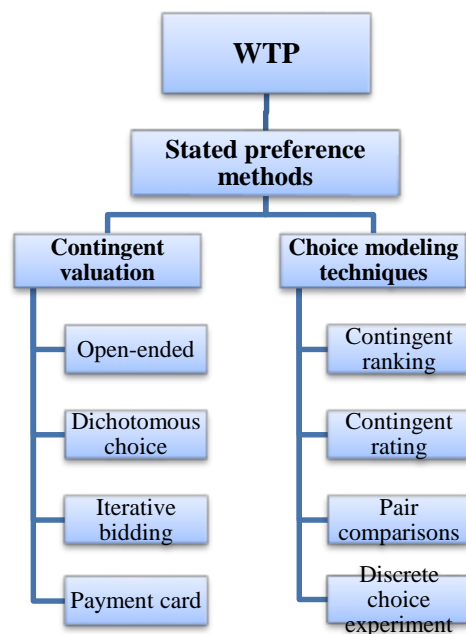 WTP
Stated preference
methods
Contingent
valuation
Open-ended
Dichotomous
choice
Iterative
bidding
Payment card
Choice modeling
techniques
Contingent
ranking
Contingent
rating
Pair
comparisons
Discrete
choice
experiment